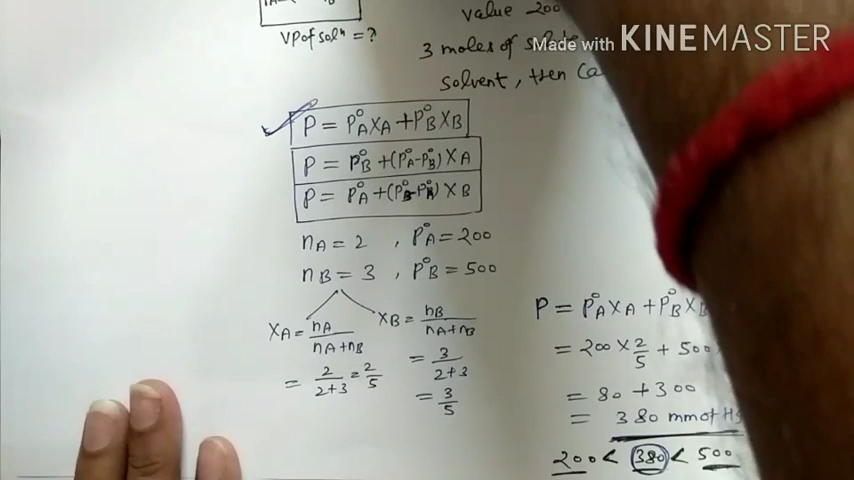 value 200
VP of solⁿ = ?
3 moles of
Made with KINEMASTER
solvent, then
P = P°A XA + P°B XB
P = P°B + (P°A - P°B) XA
P = P°A + (P°B - P°A) XB
nA = 2 , P°A = 200
nB = 3 , P°B = 500
XA = nA / nA + nB
XB = nB / nA + nB
= 2 / 2+3 = 2/5
= 3 / 2+3
= 3/5
P = P°A XA + P°B XB
= 200 × 2/5 + 500
= 80 + 300
= 380 mm of Hg
200 < 380 < 500